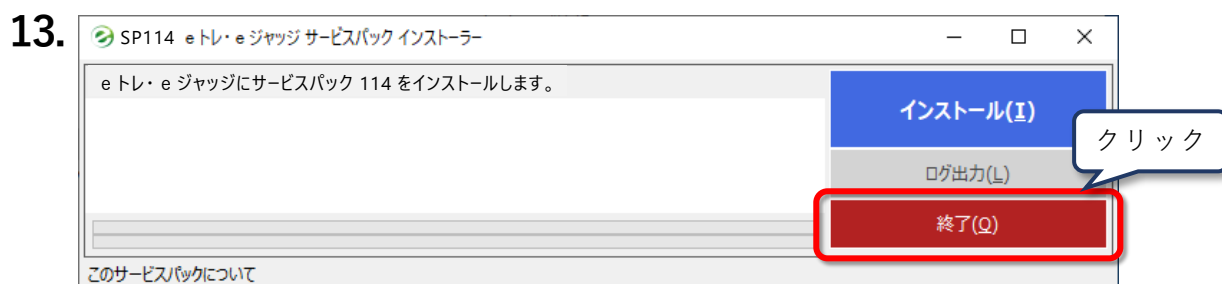 13.
SP114 eトレ・eジャッジ サービスパック インストーラー
eトレ・eジャッジにサービスパック 114 をインストールします。
インストール(I)
クリック
ログ出力(L)
終了(Q)
このサービスパックについて